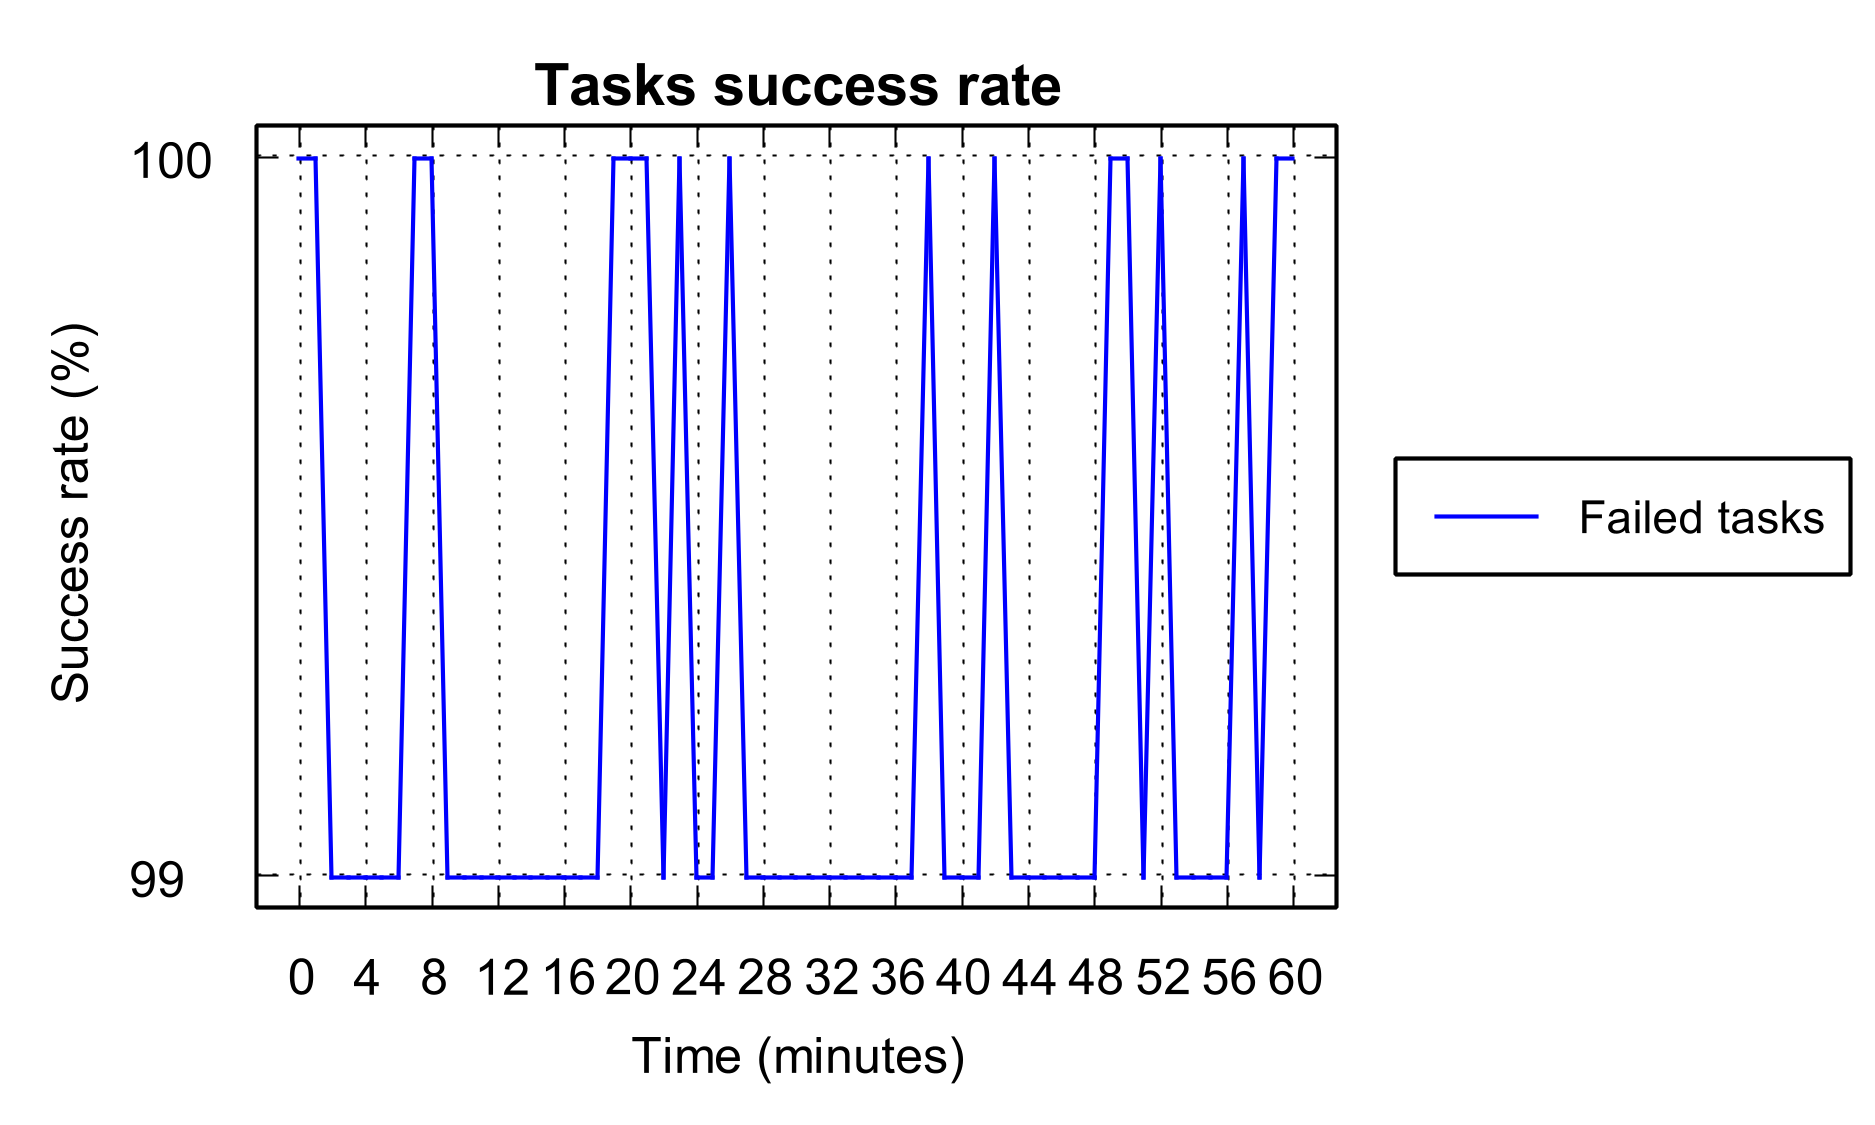 Tasks success rate
100
99
Success rate (%)
0 4 8 12 16 20 24 28 32 36 40 44 48 52 56 60
Time (minutes)
Failed tasks